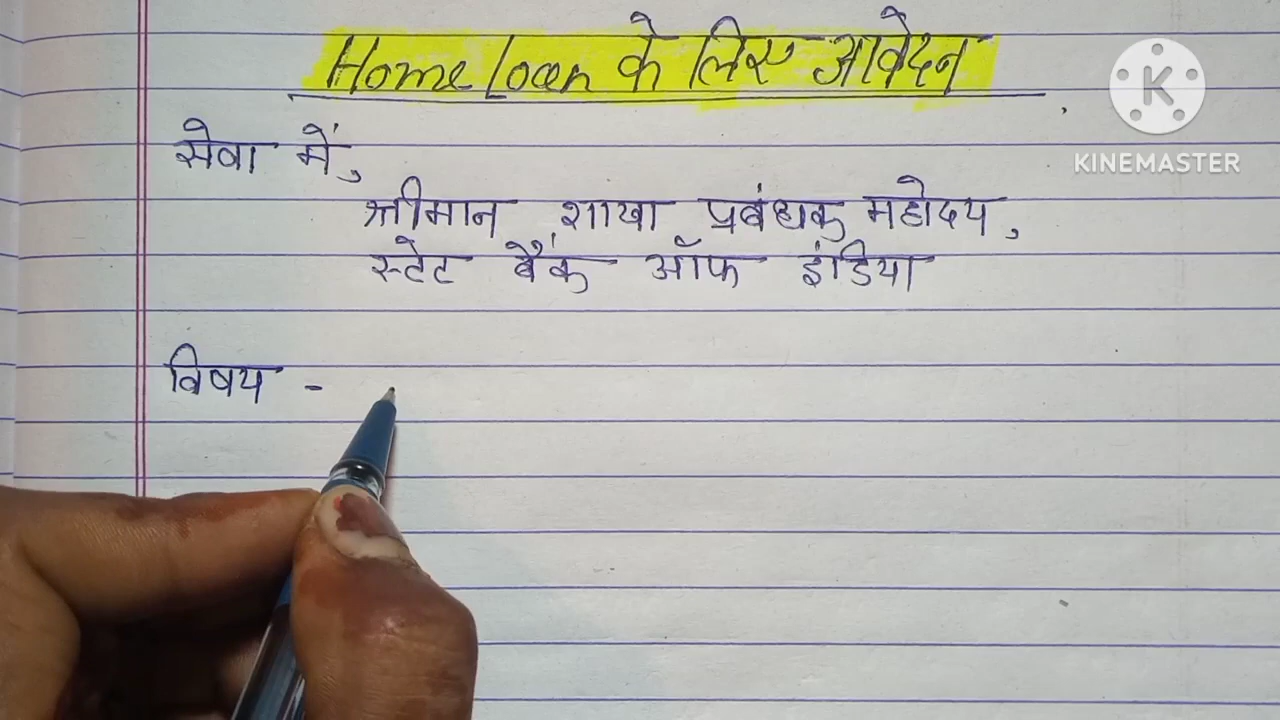 Home Loan के लिए आवेदन
KINEMASTER
सेवा में,
श्रीमान शाखा प्रबंधक महोदय,
स्टेट बैंक ऑफ इंडिया
विषय -